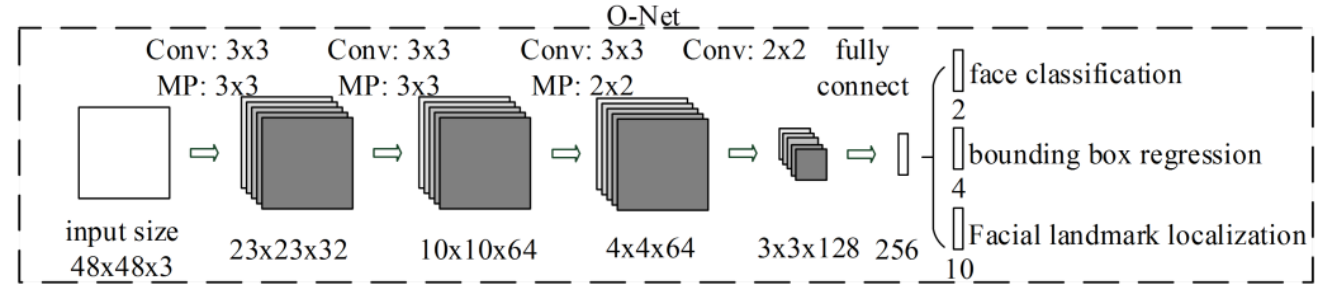 O-Net
Conv: 3x3
MP: 3x3
Conv: 3x3
MP: 3x3
Conv: 3x3
MP: 2x2
Conv: 2x2
fully
connect
input size
48x48x3
23x23x32
10x10x64
4x4x64
3x3x128
256
face classification
2
bounding box regression
4
Facial landmark localization
10